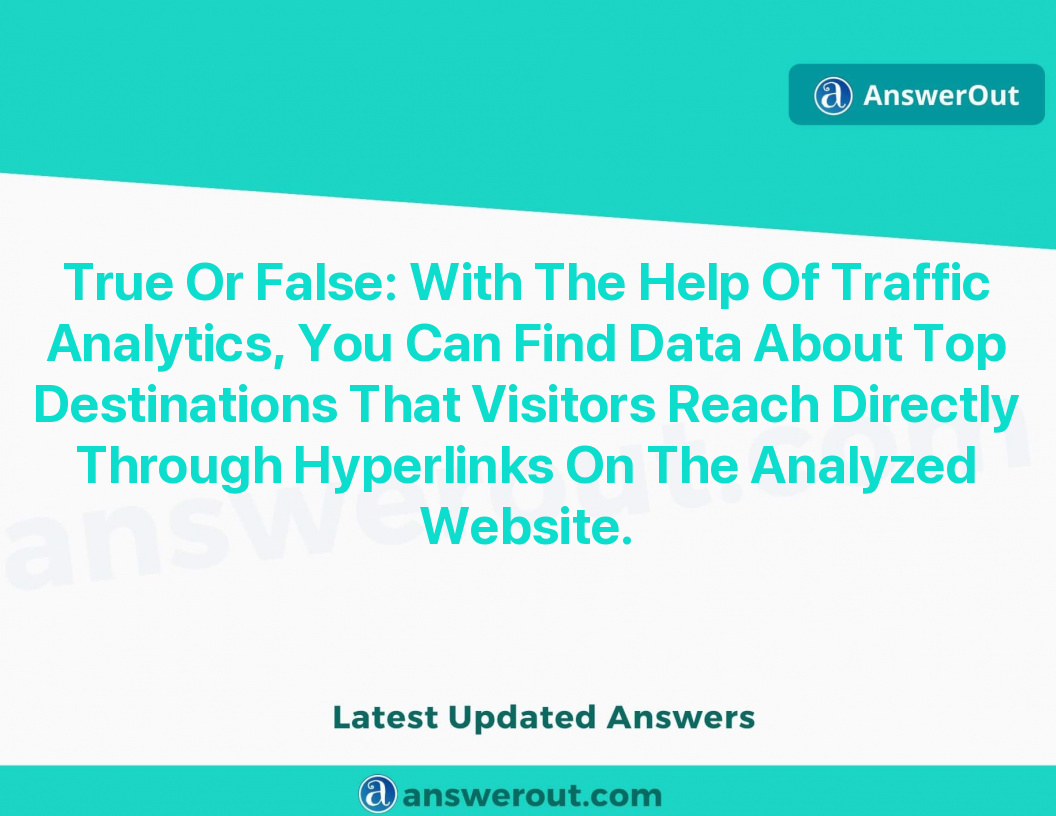 AnswerOut
True Or False: With The Help Of Traffic
Analytics, You Can Find Data About Top
Destinations That Visitors Reach Directly
Through Hyperlinks On The Analyzed
Website.
answerout.com
Latest Updated Answers
answerout.com